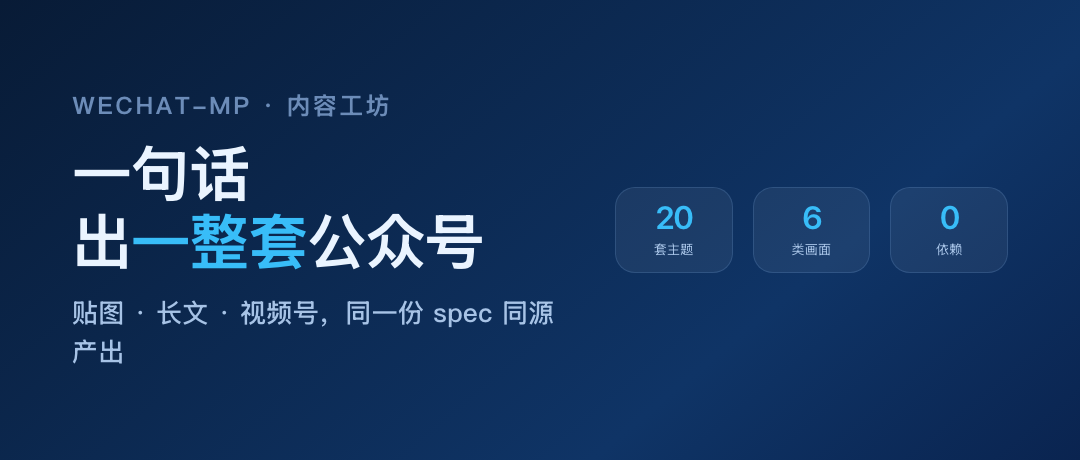 WECHAT-MP · 内容工坊
一句话
出一整套公众号
贴图 · 长文 · 视频号，同一份 spec 同源
产出
20
套主题
6
类画面
0
依赖